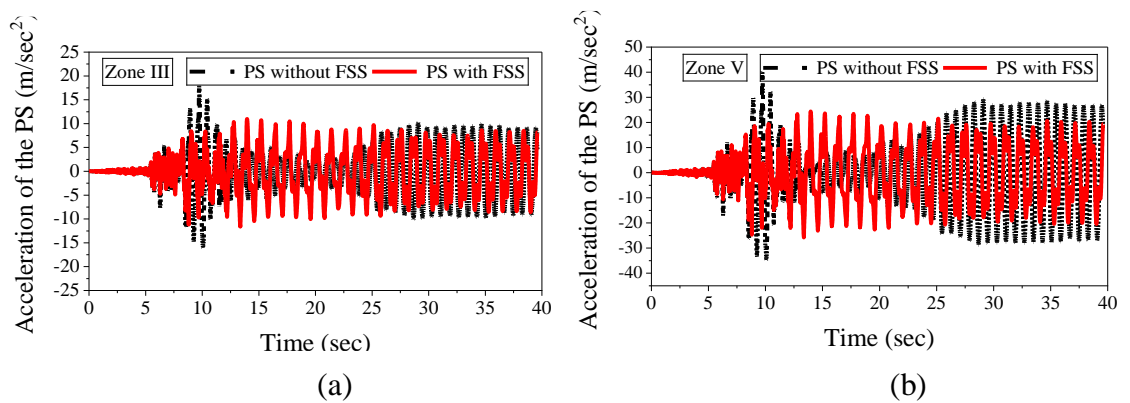 Acceleration of the PS (m/sec²)
25
20
15
10
5
0
-5
-10
-15
-20
-25
Zone III
PS without FSS
PS with FSS
0 5 10 15 20 25 30 35 40
Time (sec)
(a)
Acceleration of the PS (m/sec²)
50
40
30
20
10
0
-10
-20
-30
-40
Zone V
PS without FSS
PS with FSS
0 5 10 15 20 25 30 35 40
Time (sec)
(b)